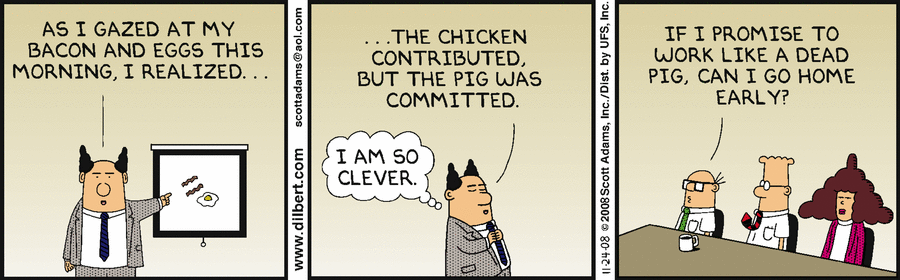 AS I GAZED AT MY
BACON AND EGGS THIS
MORNING, I REALIZED...
www.dilbert.com scottadams@aol.com
...THE CHICKEN
CONTRIBUTED,
BUT THE PIG WAS
COMMITTED.
I AM SO
CLEVER.
11-24-08 © 2008 Scott Adams, Inc./Dist. by UFS, Inc.
IF I PROMISE TO
WORK LIKE A DEAD
PIG, CAN I GO HOME
EARLY?